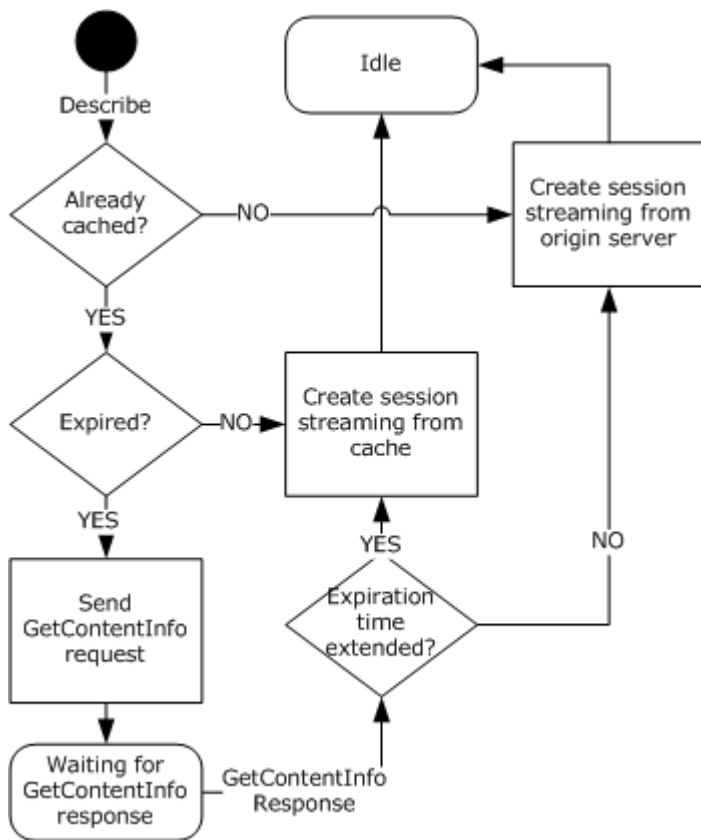 Describe
Idle
Already
cached?
NO
Create session
streaming from
origin server
YES
Expired?
NO
Create session
streaming from
cache
YES
Send
GetContentInfo
request
YES
Expiration
time
extended?
NO
Waiting for
GetContentInfo
response
GetContentInfo
Response